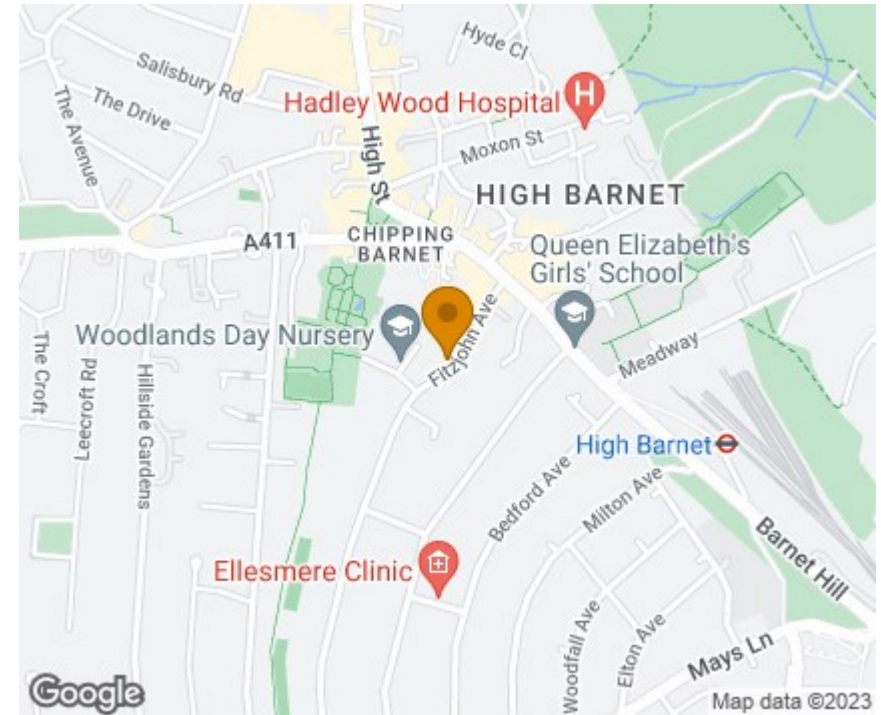 Hyde Cl
Salisbury Rd
The Drive
The Avenue
Hadley Wood Hospital
H
High St
Moxon St
HIGH BARNET
A411
CHIPPING
BARNET
Queen Elizabeth's
Girls' School
Woodlands Day Nursery
Fitzjohn Ave
Meadway
The Croft
Leecroft Rd
Hillside Gardens
High Barnet
Bedford Ave
Milton Ave
Barnet Hill
Ellesmere Clinic
Woodfall Ave
Elton Ave
Mays Ln
Google
Map data ©2023